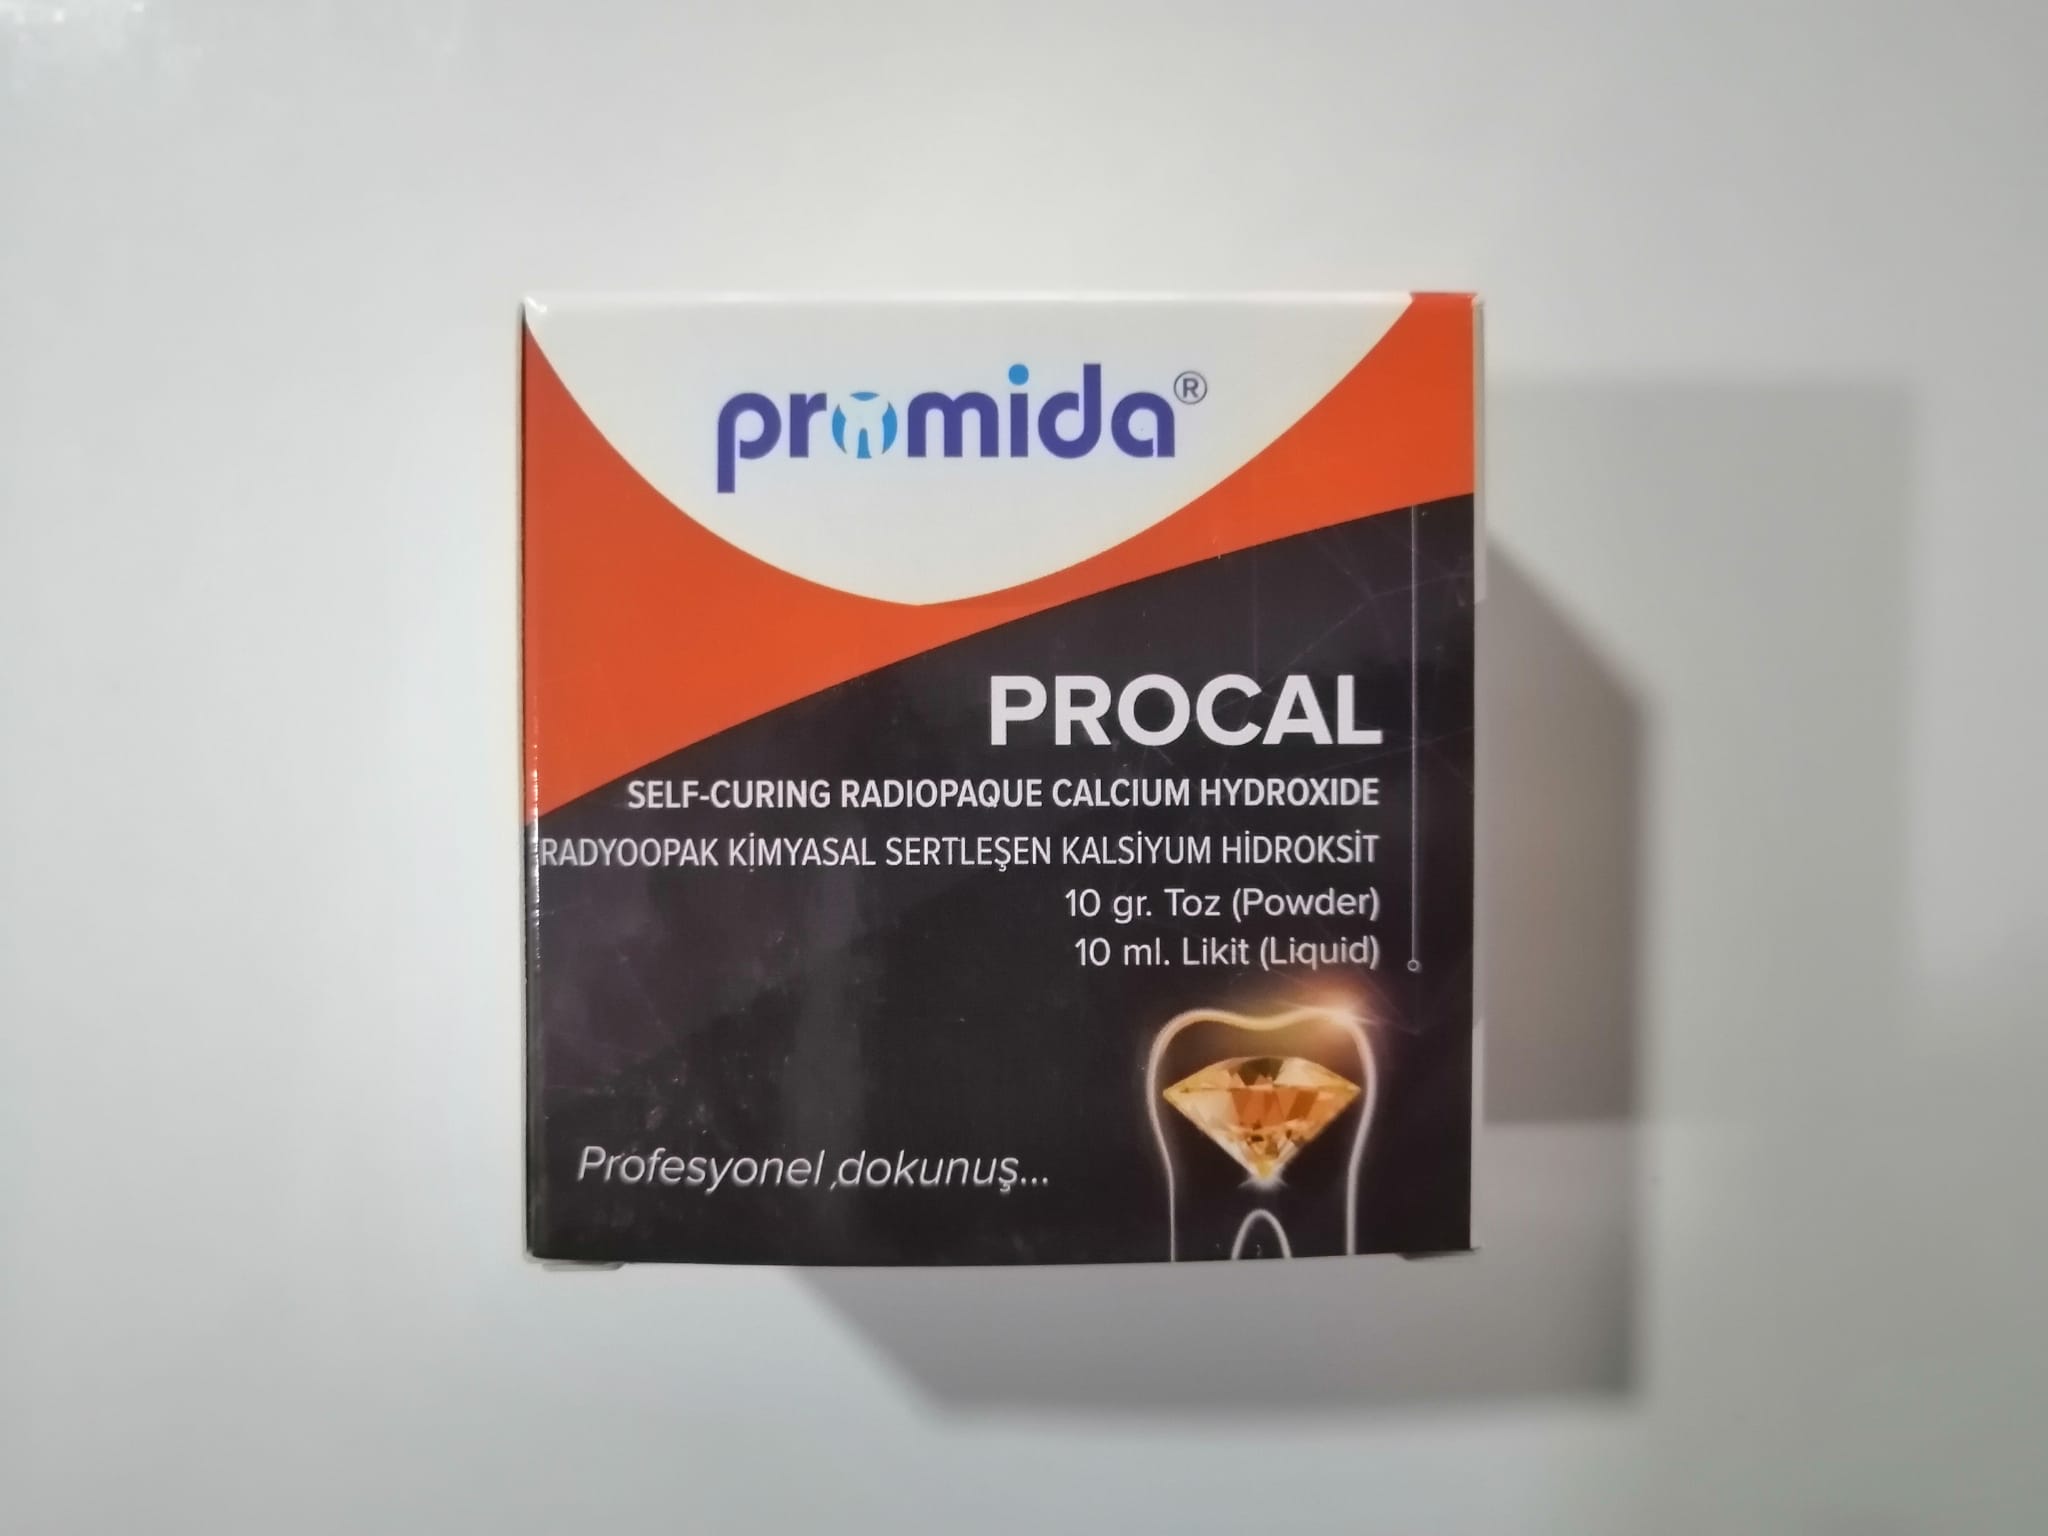 promida®
PROCAL
SELF-CURING RADIOPAQUE CALCIUM HYDROXIDE
RADYOOPAK KİMYASAL SERTLEŞEN KALSİYUM HİDROKSİT
10 gr. Toz (Powder)
10 ml. Likit (Liquid)
Profesyonel ,dokunuş...